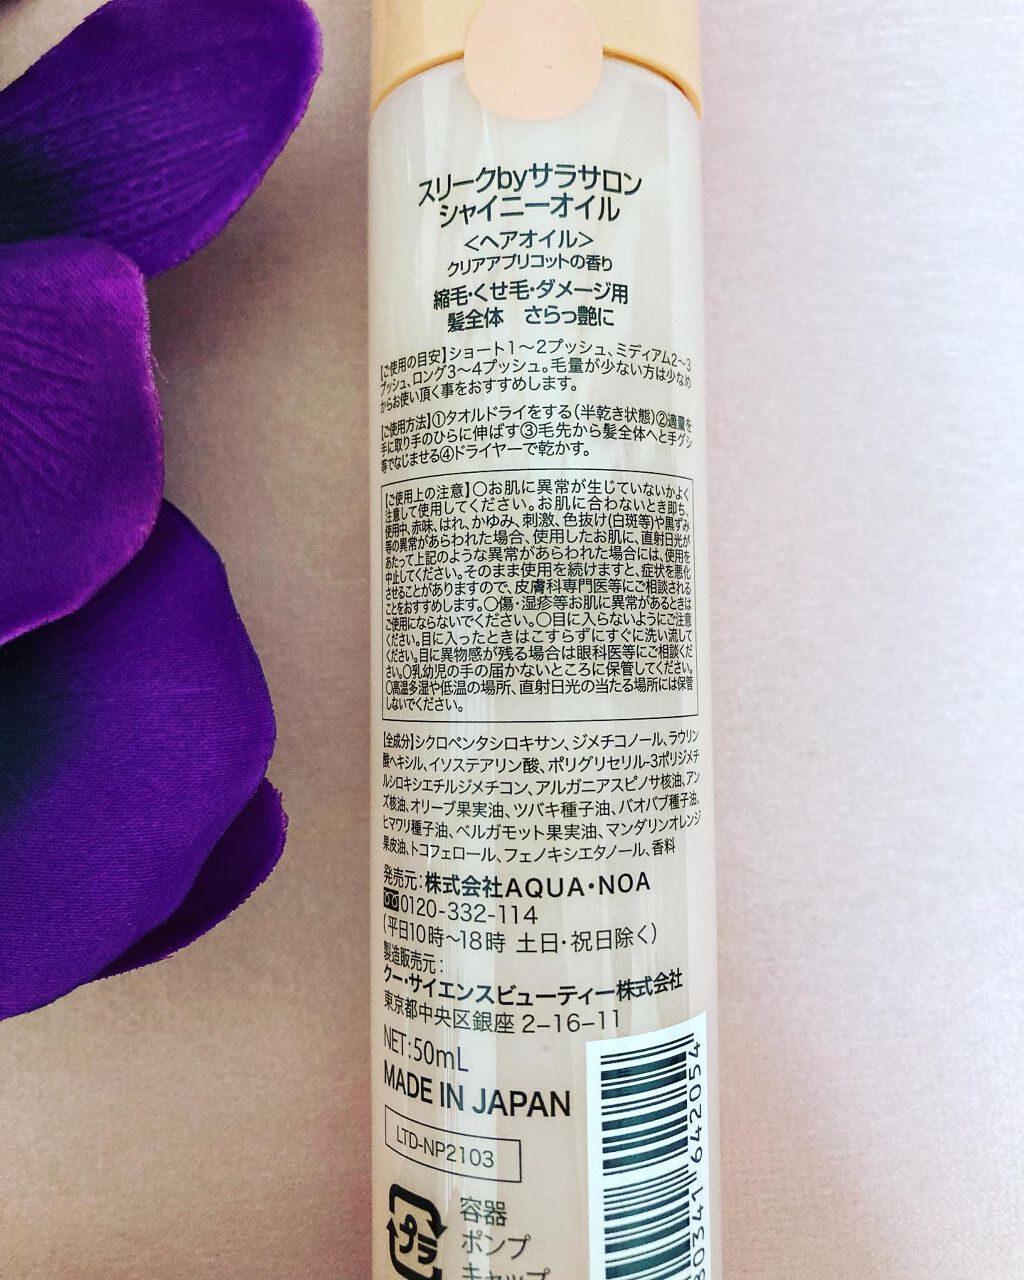 スリークbyサラサロン
シャイニーオイル
<ヘアオイル>
クリアアプリコットの香り
縮毛・くせ毛・ダメージ用
髪全体 さらっ艶に
【ご使用の目安】ショート1〜2プッシュ、ミディアム2〜3
プッシュ、ロング3〜4プッシュ。毛量が少ない方は少なめ
からお使い頂く事をおすすめします。
【ご使用方法】①タオルドライをする(半乾き状態)②適量を
手に取り手のひらに伸ばす③毛先から髪全体へと手グシ
等でなじませる④ドライヤーで乾かす。
【ご使用上の注意】○お肌に異常が生じていないかよく
注意して使用してください。お肌に合わないとき即ち、
使用中、赤味、はれ、かゆみ、刺激、色抜け(白斑等)や黒ずみ
等の異常があらわれた場合、使用したお肌に、直射日光が
あたって上記のような異常があらわれた場合には、使用を
中止してください。そのまま使用を続けますと、症状を悪化
させることがありますので、皮膚科専門医等にご相談される
ことをおすすめします。○傷・湿疹等お肌に異常があるときは
ご使用にならないでください。○目に入らないようにご注意
ください。目に入ったときはこすらずにすぐに洗い流して
ください。目に異物感が残る場合は眼科医等にご相談くだ
さい。○乳幼児の手の届かないところに保管してください。
○高温多湿や低温の場所、直射日光の当たる場所には保管
しないでください。
【全成分】シクロペンタシロキサン、ジメチコノール、ラウリン
酸ヘキシル、イソステアリン酸、ポリグリセリル-3ポリジメチ
ルシロキシエチルジメチコン、アルガニアスピノサ核油、アン
ズ核油、オリーブ果実油、ツバキ種子油、バオバブ種子油、
ヒマワリ種子油、ベルガモット果実油、マンダリンオレンジ
果皮油、トコフェロール、フェノキシエタノール、香料
発売元：株式会社AQUA・NOA
0120-332-114
(平日10時〜18時 土日・祝日除く)
製造販売元：
クー・サイエンスビューティー株式会社
東京都中央区銀座 2-16-11
NET:50mL
MADE IN JAPAN
LTD-NP2103
プラ
容器
ポンプ
キャップ
80341 642054